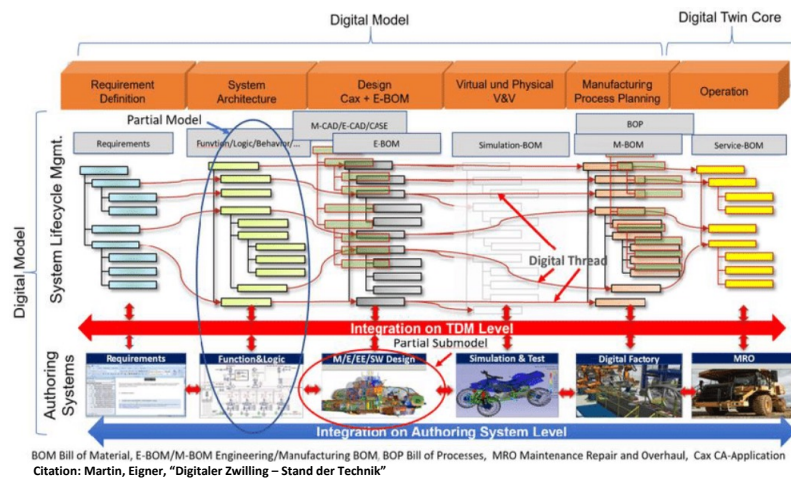 Digital Model
Digital Twin Core
Requirement
Definition
System
Architecture
Design
Cax + E-BOM
Virtual und Physical
V&V
Manufacturing
Process Planning
Operation
Partial Model
M-CAD/E-CAD/CASE
BOP
Requirements
Funvtion/Logic/Behavior/...
E-BOM
Simulation-BOM
M-BOM
Service-BOM
Digital Model
System Lifecycle Mgmt.
Digital Thread
Integration on TDM Level
Partial Submodel
Authoring
Systems
Requirements
Function&Logic
M/E/EE/SW Design
Simulation & Test
Digital Factory
MRO
Integration on Authoring System Level
BOM Bill of Material, E-BOM/M-BOM Engineering/Manufacturing BOM, BOP Bill of Processes, MRO Maintenance Repair and Overhaul, Cax CA-Application
Citation: Martin, Eigner, “Digitaler Zwilling – Stand der Technik”